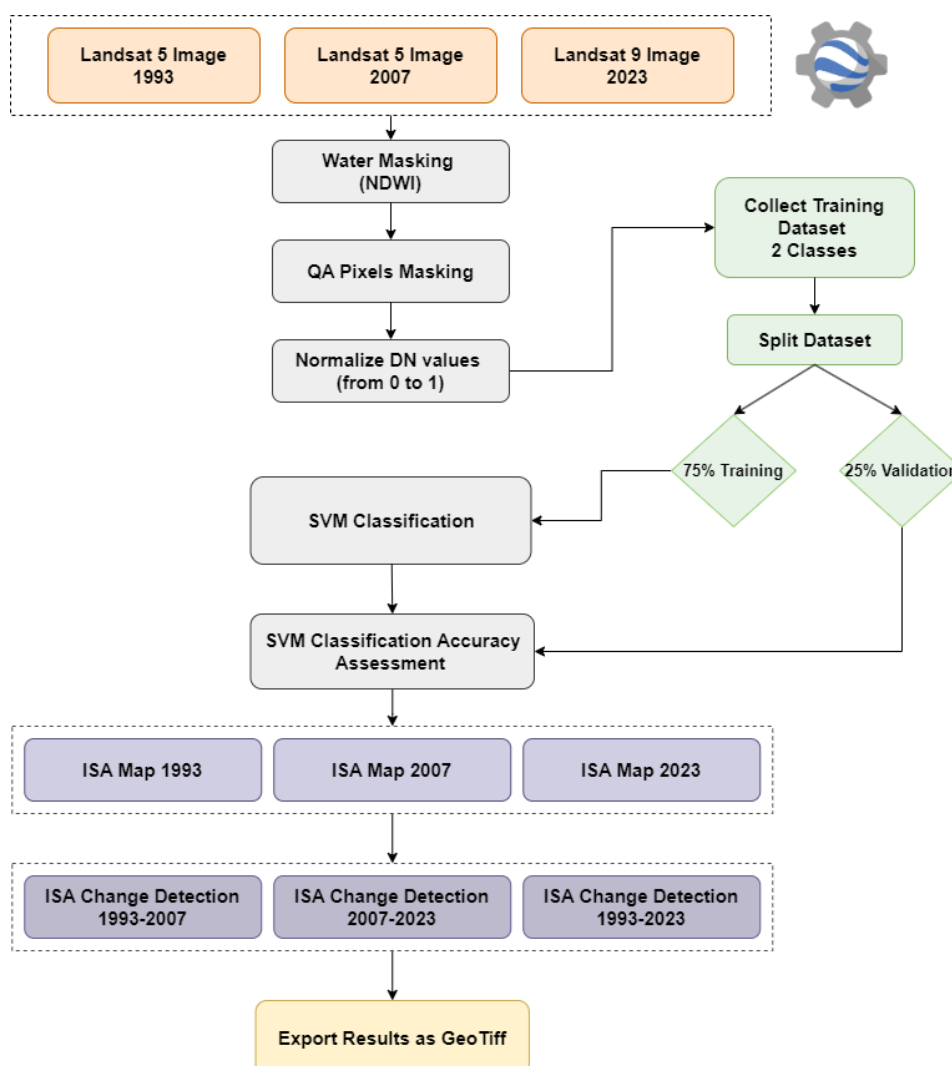 Landsat 5 Image
1993
Landsat 5 Image
2007
Landsat 9 Image
2023
Water Masking
(NDWI)
QA Pixels Masking
Normalize DN values
(from 0 to 1)
Collect Training
Dataset
2 Classes
Split Dataset
75% Training
25% Validation
SVM Classification
SVM Classification Accuracy
Assessment
ISA Map 1993
ISA Map 2007
ISA Map 2023
ISA Change Detection
1993-2007
ISA Change Detection
2007-2023
ISA Change Detection
1993-2023
Export Results as GeoTiff